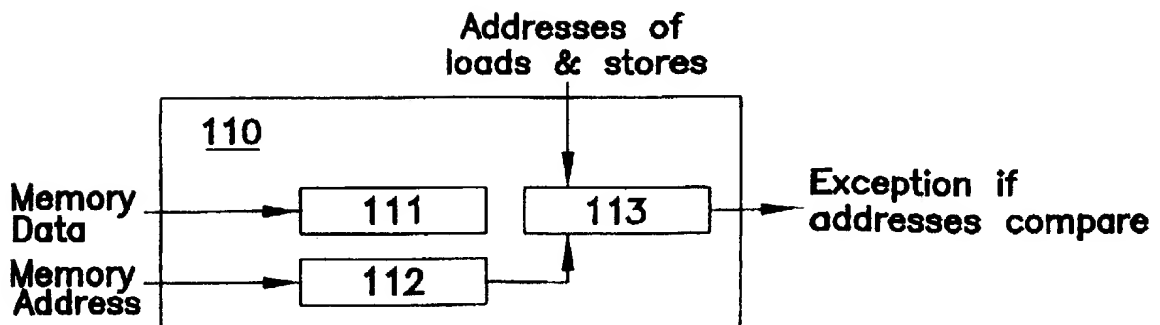 Addresses of
loads & stores
110
Memory
Data
111
113
Exception if
addresses compare
Memory
Address
112